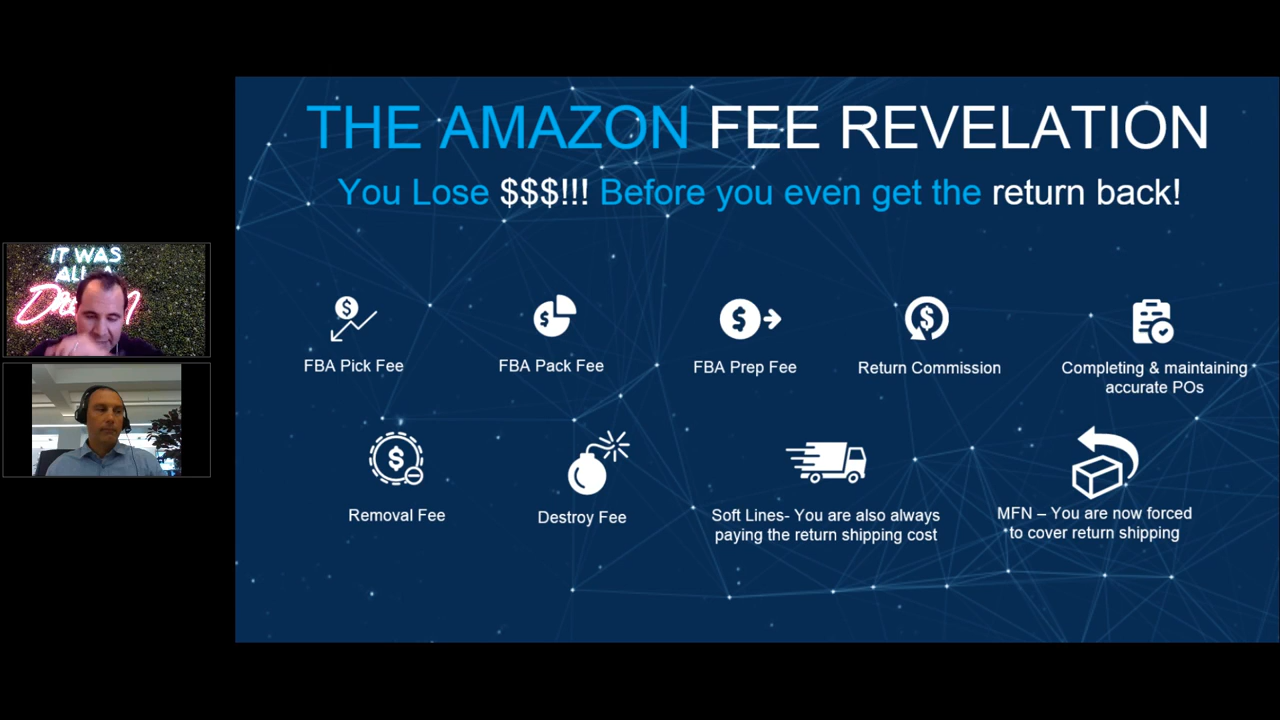 THE AMAZON FEE REVELATION
You Lose $$$!!! Before you even get the return back!
IT WAS
ALL A
FBA Pick Fee
FBA Pack Fee
FBA Prep Fee
Return Commission
Completing & maintaining
accurate POs
Removal Fee
Destroy Fee
Soft Lines- You are also always
paying the return shipping cost
MFN – You are now forced
to cover return shipping